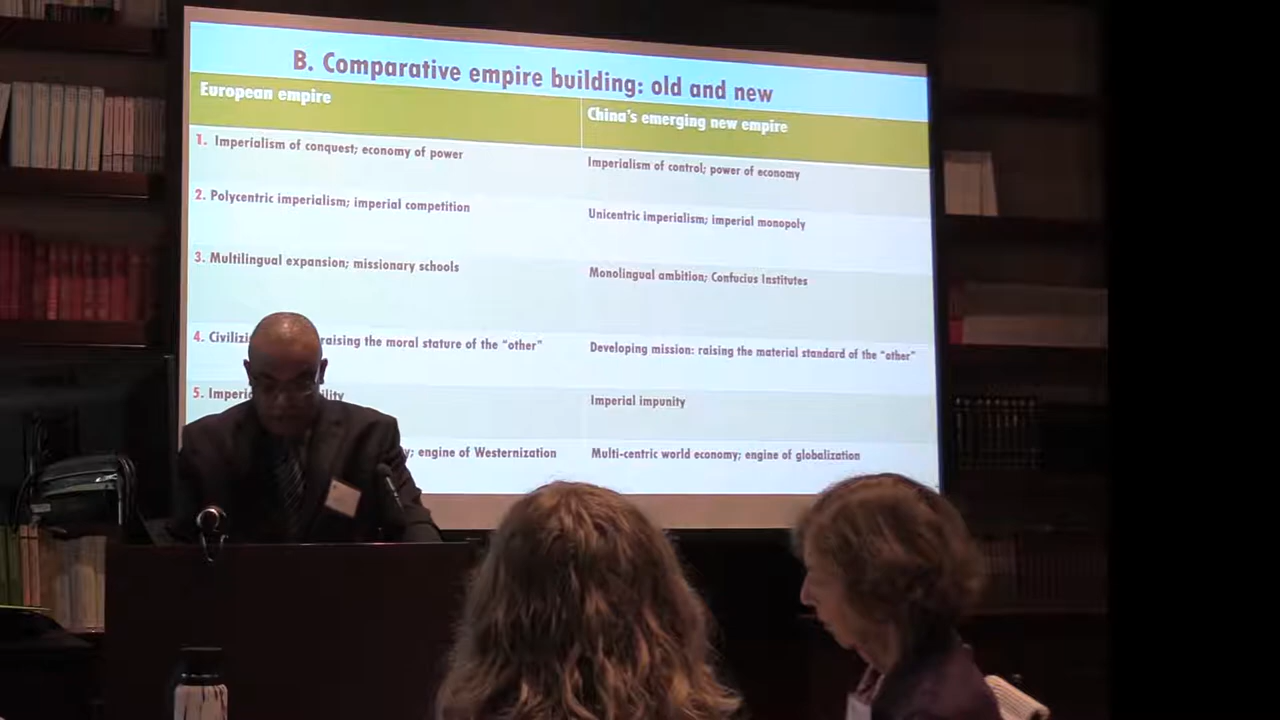 B. Comparative empire building: old and new
European empire
China's emerging new empire
1. Imperialism of conquest; economy of power
Imperialism of control; power of economy
2. Polycentric imperialism; imperial competition
Unicentric imperialism; imperial monopoly
3. Multilingual expansion; missionary schools
Monolingual ambition; Confucius Institutes
4. raising the moral stature of the "other"
Developing mission: raising the material standard of the "other"
5.
Imperial impunity
engine of Westernization
Multi-centric world economy; engine of globalization